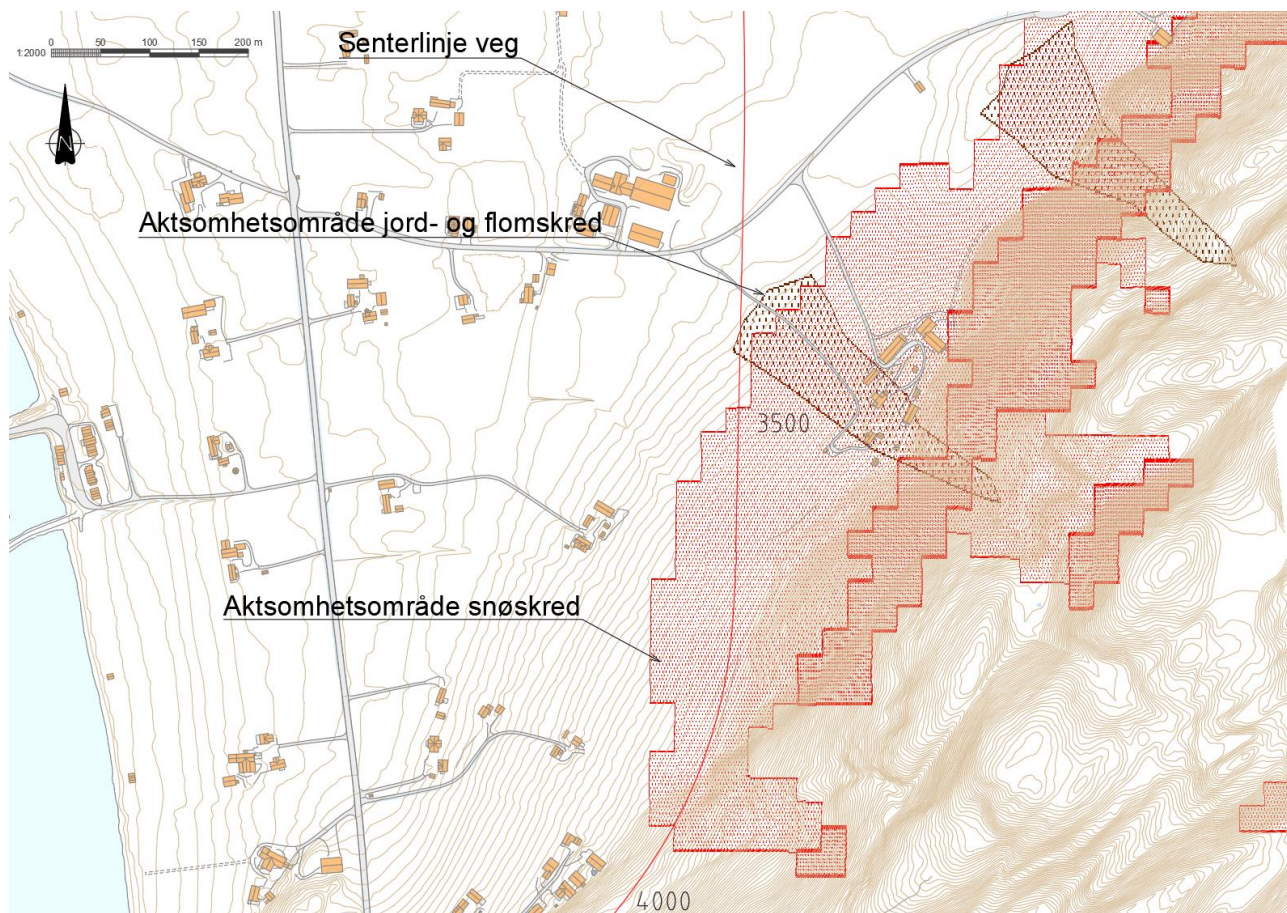 0 50 100 150 200 m
1:2000
Senterlinje veg
N
Aktsomhetsområde jord- og flomskred
3500
Aktsomhetsområde snøskred
4000